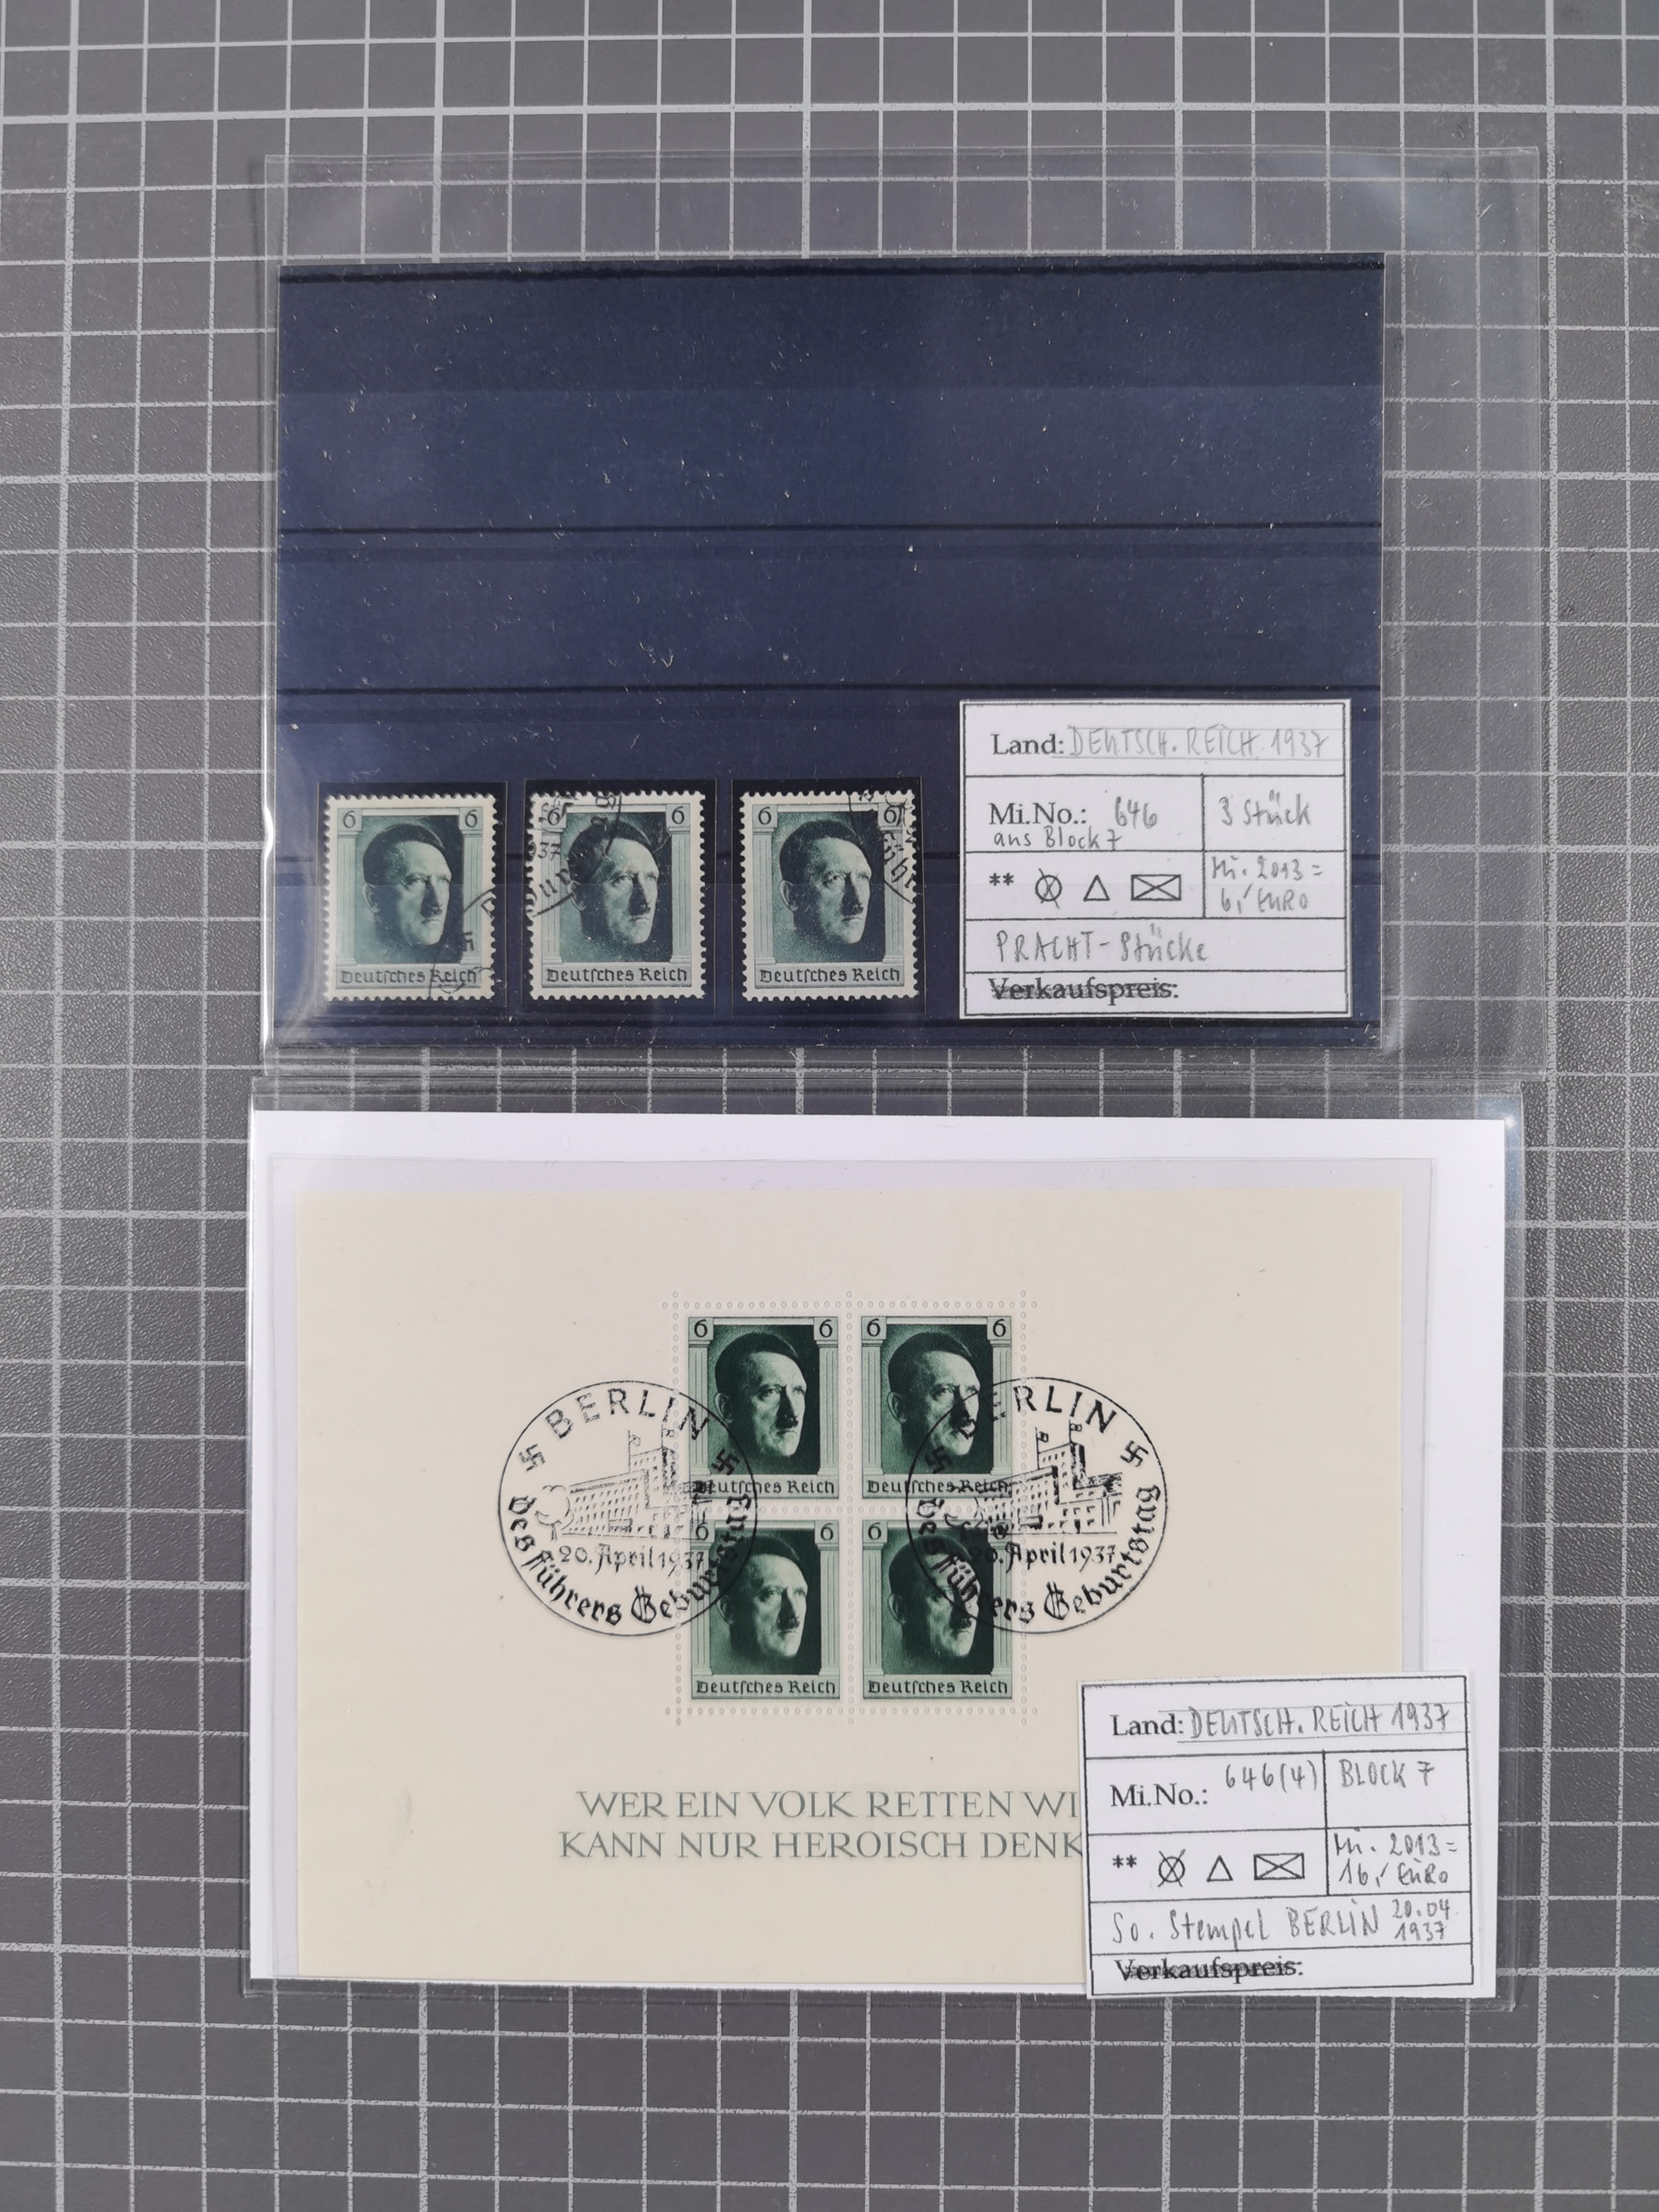 6 6 6 6 6 6
37
Deutsches Reich Deutsches Reich Deutsches Reich
Land: DEUTSCH. REICH 1937
Mi.No.: 646 3 Stück
aus Block 7
** Mi. 2013 =
6,- EURO
PRACHT-Stücke
Verkaufspreis:
6 6 6 6
Deutsches Reich Deutsches Reich
6 6 6
Deutsches Reich Deutsches Reich
BERLIN
20. April 1937
Des Führers Geburtstag
BERLIN
20. April 1937
Des Führers Geburtstag
WER EIN VOLK RETTEN WI
KANN NUR HEROISCH DENK
Land: DEUTSCH. REICH 1937
Mi.No.: 646(4) BLOCK 7
** Mi. 2013 =
16,- EURO
So. Stempel BERLIN 20.04.
1937
Verkaufspreis: